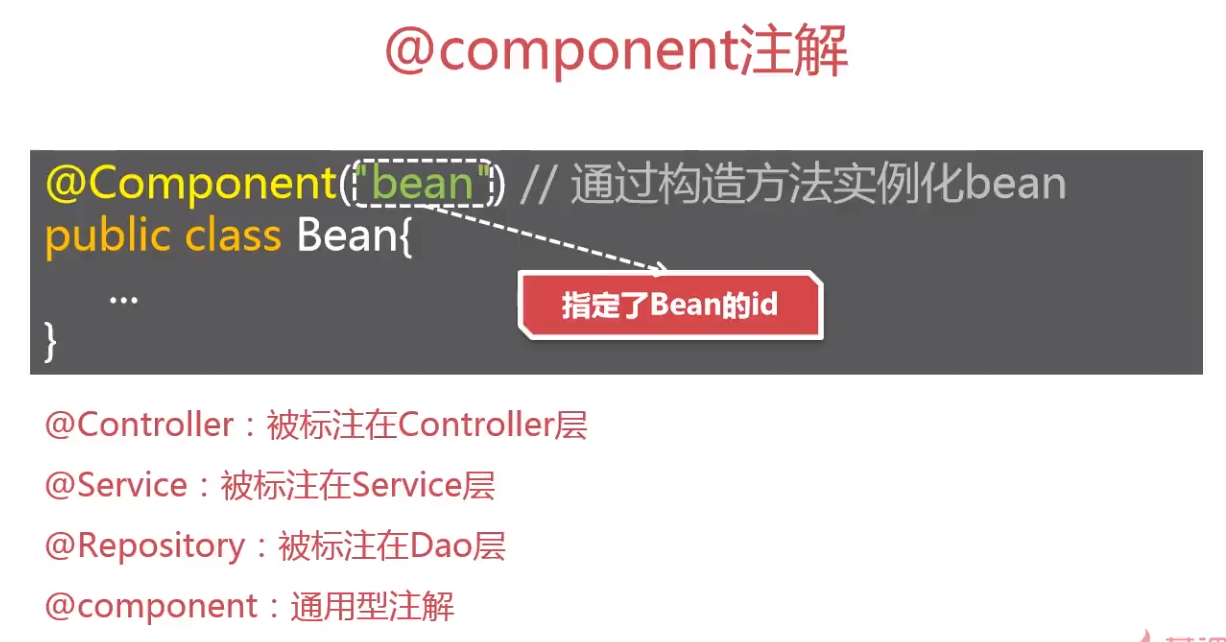 @component注解
@Component("bean") // 通过构造方法实例化bean
public class Bean{
...
指定了Bean的id
}
@Controller：被标注在Controller层
@Service：被标注在Service层
@Repository：被标注在Dao层
@component：通用型注解